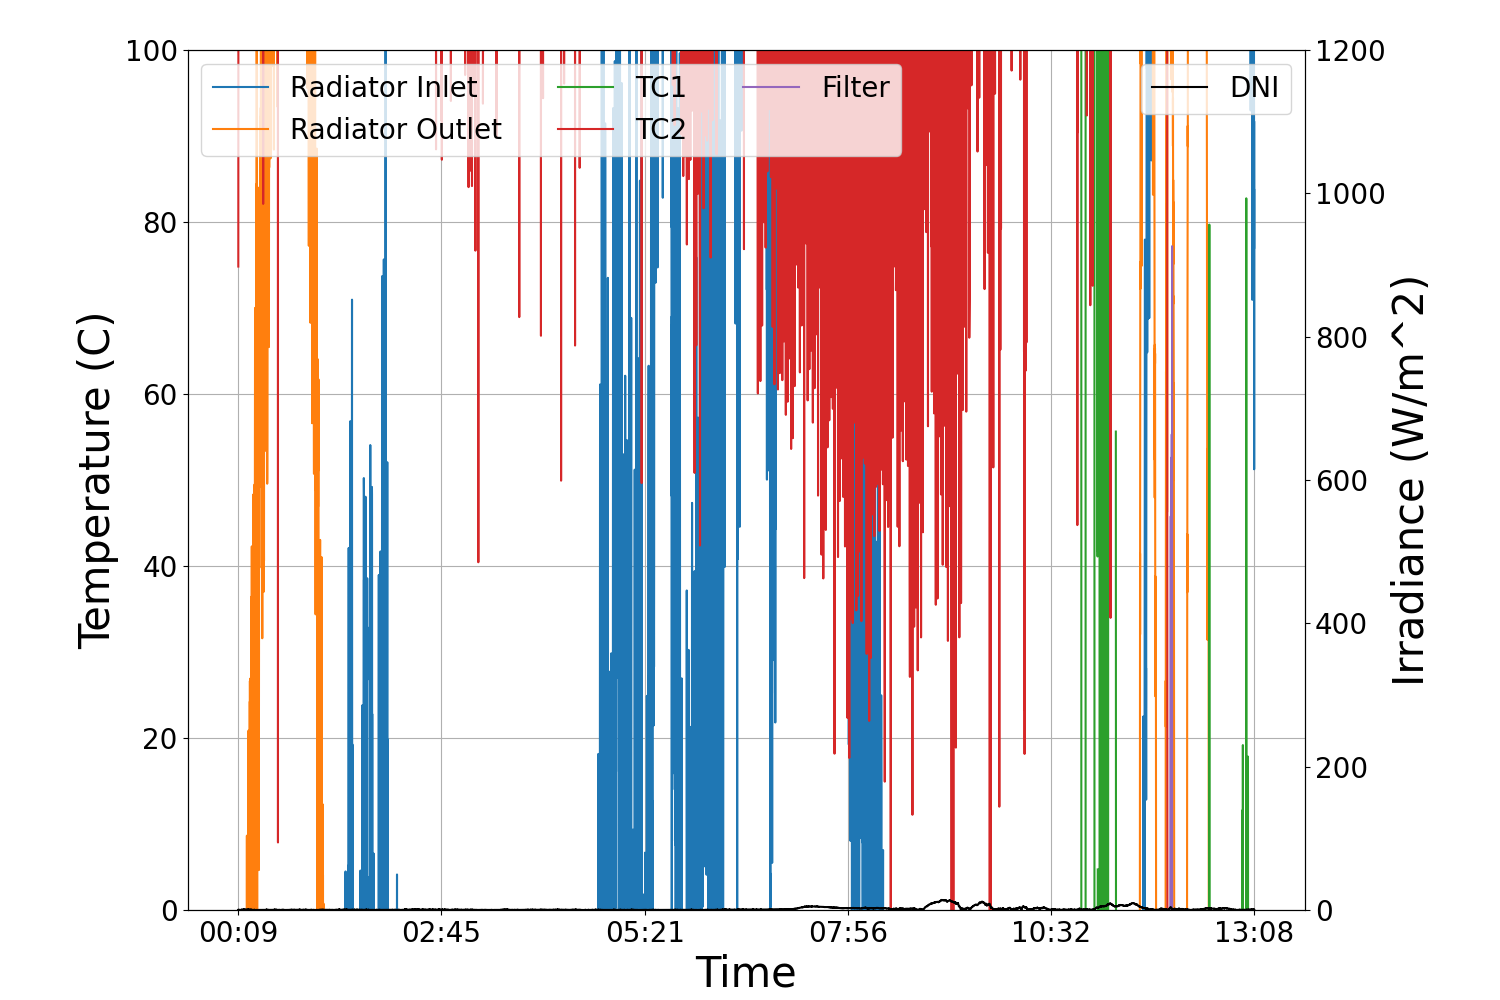 100
80
60
40
20
0
Temperature (C)
1200
1000
800
600
400
200
0
Irradiance (W/m^2)
Radiator Inlet
Radiator Outlet
TC1
TC2
Filter
DNI
00:09 02:45 05:21 07:56 10:32 13:08
Time